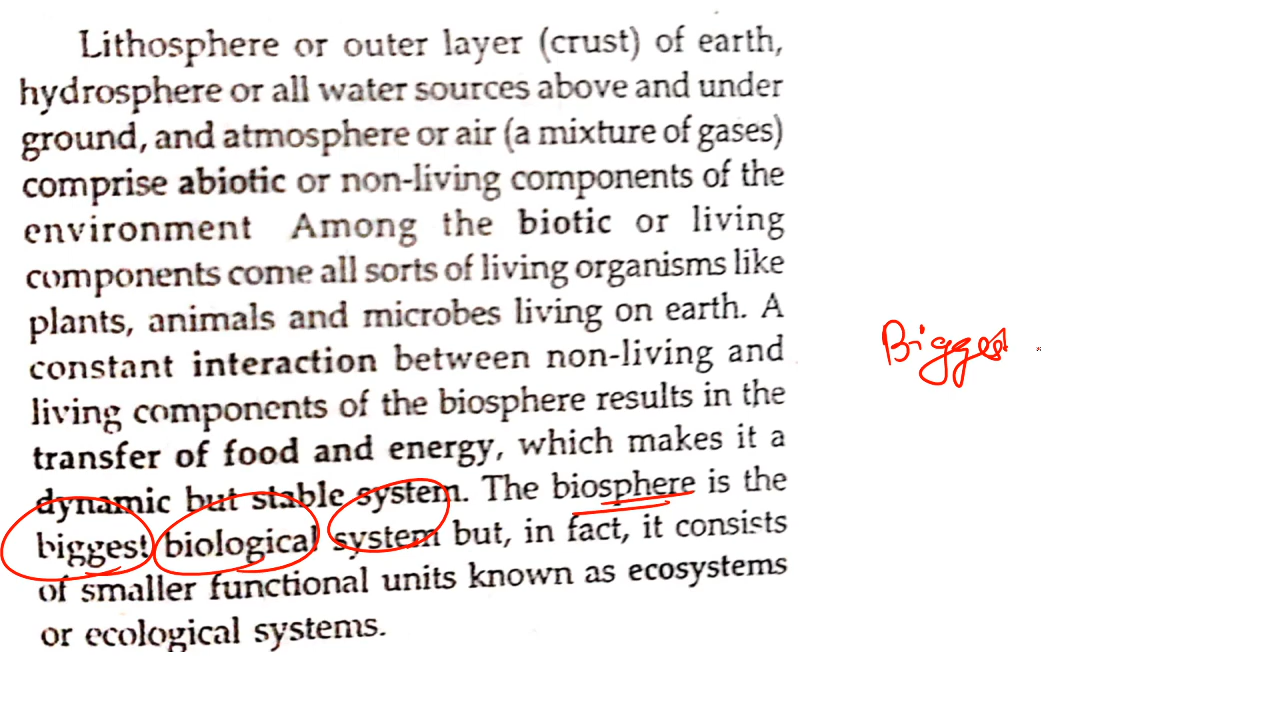 Lithosphere or outer layer (crust) of earth,
hydrosphere or all water sources above and under
ground, and atmosphere or air (a mixture of gases)
comprise abiotic or non-living components of the
environment Among the biotic or living
components come all sorts of living organisms like
plants, animals and microbes living on earth. A
constant interaction between non-living and
living components of the biosphere results in the
transfer of food and energy, which makes it a
dynamic but stable system. The biosphere is the
biggest biological system but, in fact, it consists
of smaller functional units known as ecosystems
or ecological systems.
Biggest